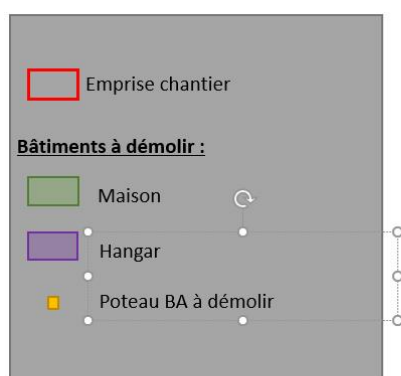 Emprise chantier
Bâtiments à démolir :
Maison
Hangar
Poteau BA à démolir